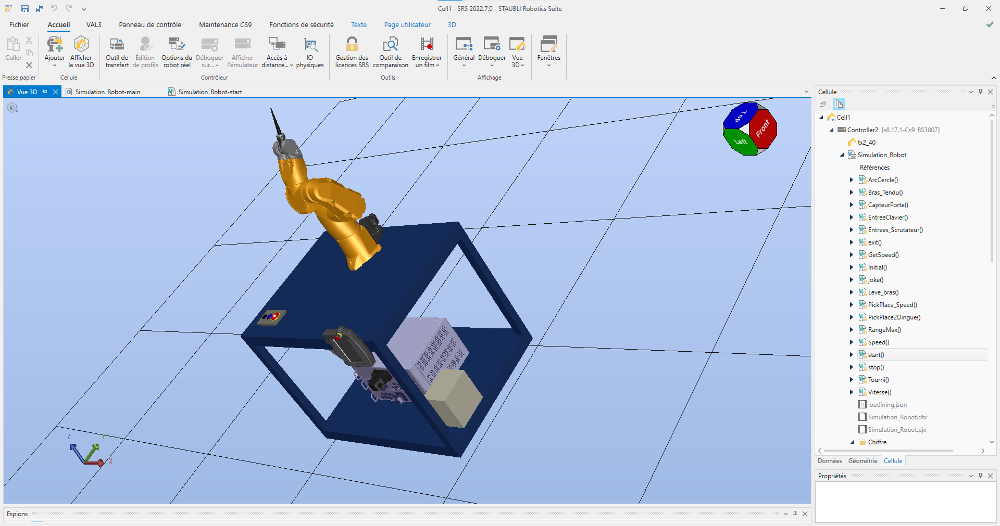 Cell1 - SRS 2022.7.0 - STAUBLI Robotics Suite
Fichier Accueil VAL3 Panneau de contrôle Maintenance CS9 Fonctions de sécurité Texte Page utilisateur 3D
Coller
Presse papier
Ajouter
Afficher
la vue 3D
Cellule
Outil de
transfert
Édition
de profils
Options du
robot réel
Déboguer
sur...
Afficher
l'émulateur
Accès à
distance...
IO
physiques
Contrôleur
Gestion des
licences SRS
Outil de
comparaison
Enregistrer
un film
Outils
Général
Déboguer
Vue
3D
Affichage
Fenêtres
Vue 3D
Simulation_Robot-main
Simulation_Robot-start
Top
Front
Left
Z
Y
X
Espions
Cellule
SRS Cell1
Controller2 [s8.17.1-Cs9_BS3807]
tx2_40
Simulation_Robot
Références
ArcCercle()
Bras_Tendu()
CapteurPorte()
EntreeClavier()
Entrees_Scrutateur()
exit()
GetSpeed()
Initial()
joke()
Leve_bras()
PickPlace_Speed()
PickPlace2Dingue()
RangeMax()
Speed()
start()
stop()
Tourni()
Vitesse()
.outlining.json
Simulation_Robot.dtx
Simulation_Robot.pjx
Chiffre
Données Géométrie Cellule
Propriétés